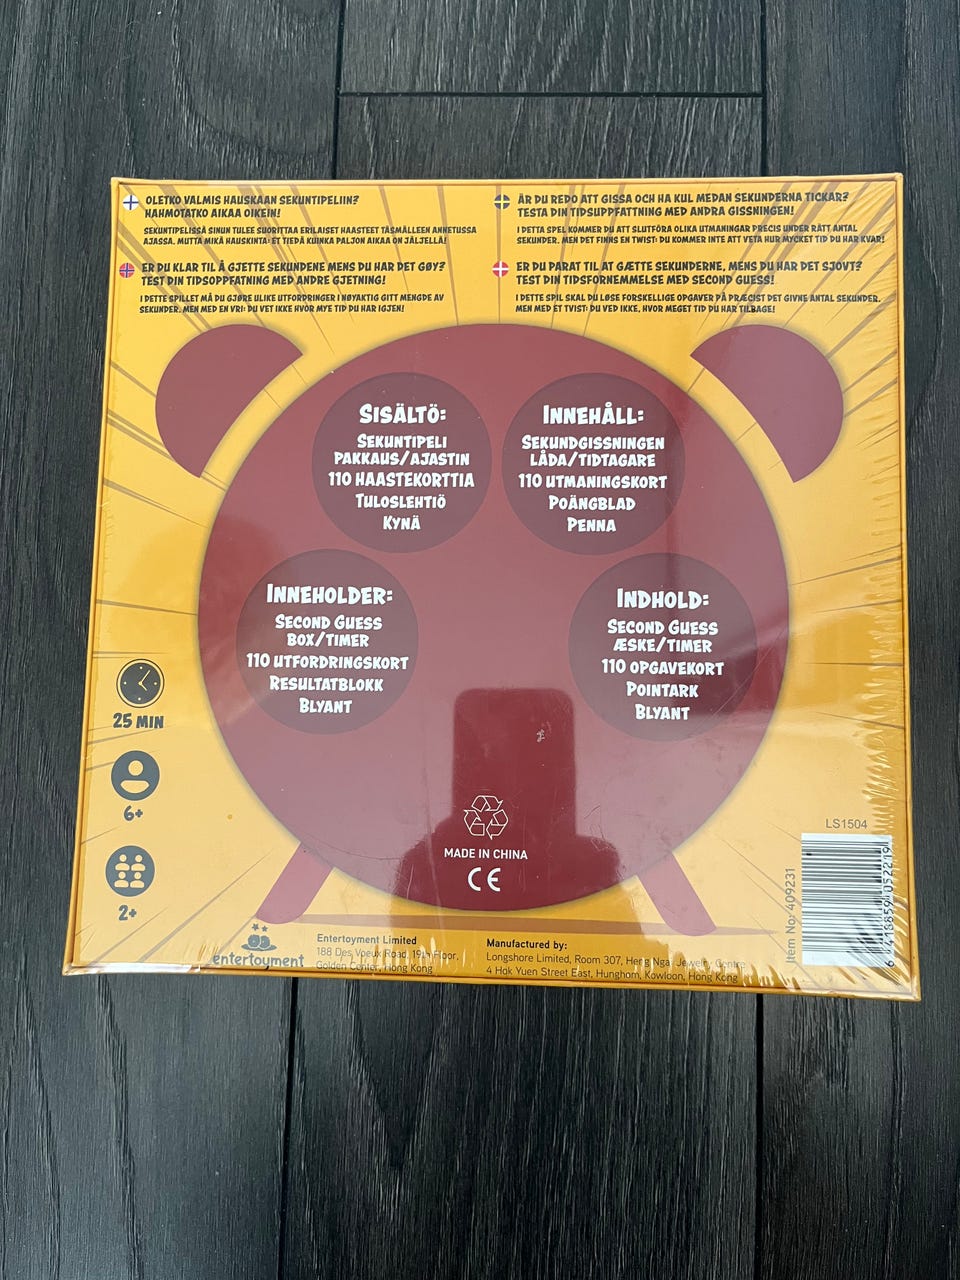 OLETKO VALMIS HAUSKAAN SEKUNTIPELIIN?
HAHMOTATKO AIKAA OIKEIN!
SEKUNTIPELISSÄ SINUN TULEE SUORITTAA ERILAISET HAASTEET TÄSMÄLLEEN ANNETUSSA
AJASSA. MUTTA MIKÄ HAUSKINTA: ET TIEDÄ KUINKA PALJON AIKAA ON JÄLJELLÄ!
ÄR DU REDO ATT GISSA OCH HA KUL MEDAN SEKUNDERNA TICKAR?
TESTA DIN TIDSUPPFATTNING MED ANDRA GISSNINGEN!
I DETTA SPEL KOMMER DU ATT SLUTFÖRA OLIKA UTMANINGAR PRECIS UNDER RÄTT ANTAL
SEKUNDER. MEN DET FINNS EN TWIST: DU KOMMER INTE ATT VETA HUR MYCKET TID DU HAR KVAR!
ER DU KLAR TIL Å GJETTE SEKUNDENE MENS DU HAR DET GØY?
TEST DIN TIDSOPPFATNING MED ANDRE GJETNING!
I DETTE SPILLET MÅ DU GJØRE ULIKE UTFORDRINGER I NØYAKTIG GITT MENGDE AV
SEKUNDER. MEN MED EN VRI: DU VET IKKE HVOR MYE TID DU HAR IGJEN!
ER DU PARAT TIL AT GÆTTE SEKUNDERNE, MENS DU HAR DET SJOVT?
TEST DIN TIDSFORNEMMELSE MED SECOND GUESS!
I DETTE SPIL SKAL DU LØSE FORSKELLIGE OPGAVER PÅ PRÆCIST DET GIVNE ANTAL SEKUNDER.
MEN MED ET TWIST: DU VED IKKE, HVOR MEGET TID DU HAR TILBAGE!
SISÄLTÖ:
SEKUNTIPELI
PAKKAUS/AJASTIN
110 HAASTEKORTTIA
TULOSLEHTIÖ
KYNÄ
INNEHÅLL:
SEKUNDGISSNINGEN
LÅDA/TIDTAGARE
110 UTMANINGSKORT
POÄNGBLAD
PENNA
INNEHOLDER:
SECOND GUESS
BOX/TIMER
110 UTFORDRINGSKORT
RESULTATBLOKK
BLYANT
INDHOLD:
SECOND GUESS
ÆSKE/TIMER
110 OPGAVEKORT
POINTARK
BLYANT
25 MIN
6+
2+
MADE IN CHINA
CE
entertoyment
Entertoyment Limited
188 Des Voeux Road, 19th Floor,
Golden Center, Hong Kong
Manufactured by:
Longshore Limited, Room 307, Heng Ngai Jewelry Centre
4 Hok Yuen Street East, Hunghom, Kowloon, Hong Kong
LS1504
Item No: 409231
6 418859 052219